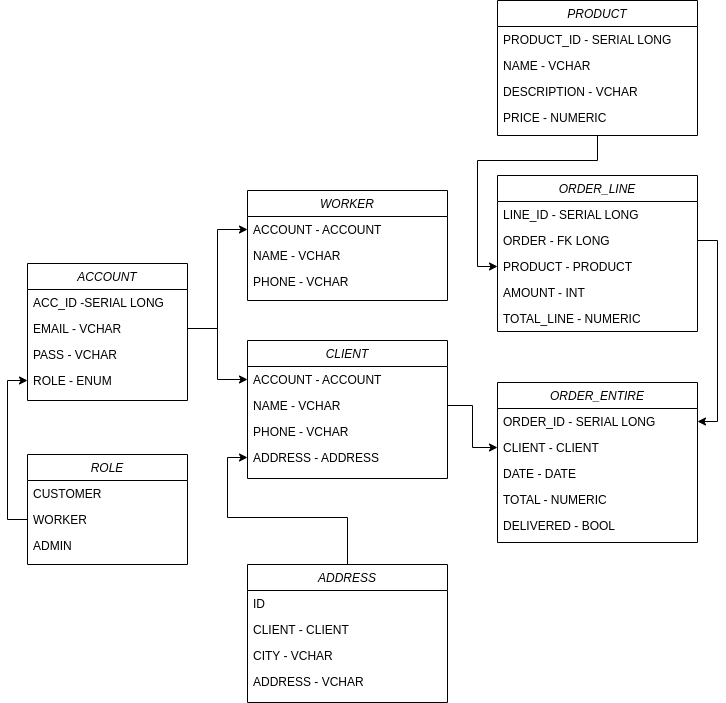 PRODUCT
PRODUCT_ID - SERIAL LONG
NAME - VCHAR
DESCRIPTION - VCHAR
PRICE - NUMERIC
WORKER
ACCOUNT - ACCOUNT
NAME - VCHAR
PHONE - VCHAR
ORDER_LINE
LINE_ID - SERIAL LONG
ORDER - FK LONG
PRODUCT - PRODUCT
AMOUNT - INT
TOTAL_LINE - NUMERIC
ACCOUNT
ACC_ID -SERIAL LONG
EMAIL - VCHAR
PASS - VCHAR
ROLE - ENUM
CLIENT
ACCOUNT - ACCOUNT
NAME - VCHAR
PHONE - VCHAR
ADDRESS - ADDRESS
ORDER_ENTIRE
ORDER_ID - SERIAL LONG
CLIENT - CLIENT
DATE - DATE
TOTAL - NUMERIC
DELIVERED - BOOL
ROLE
CUSTOMER
WORKER
ADMIN
ADDRESS
ID
CLIENT - CLIENT
CITY - VCHAR
ADDRESS - VCHAR